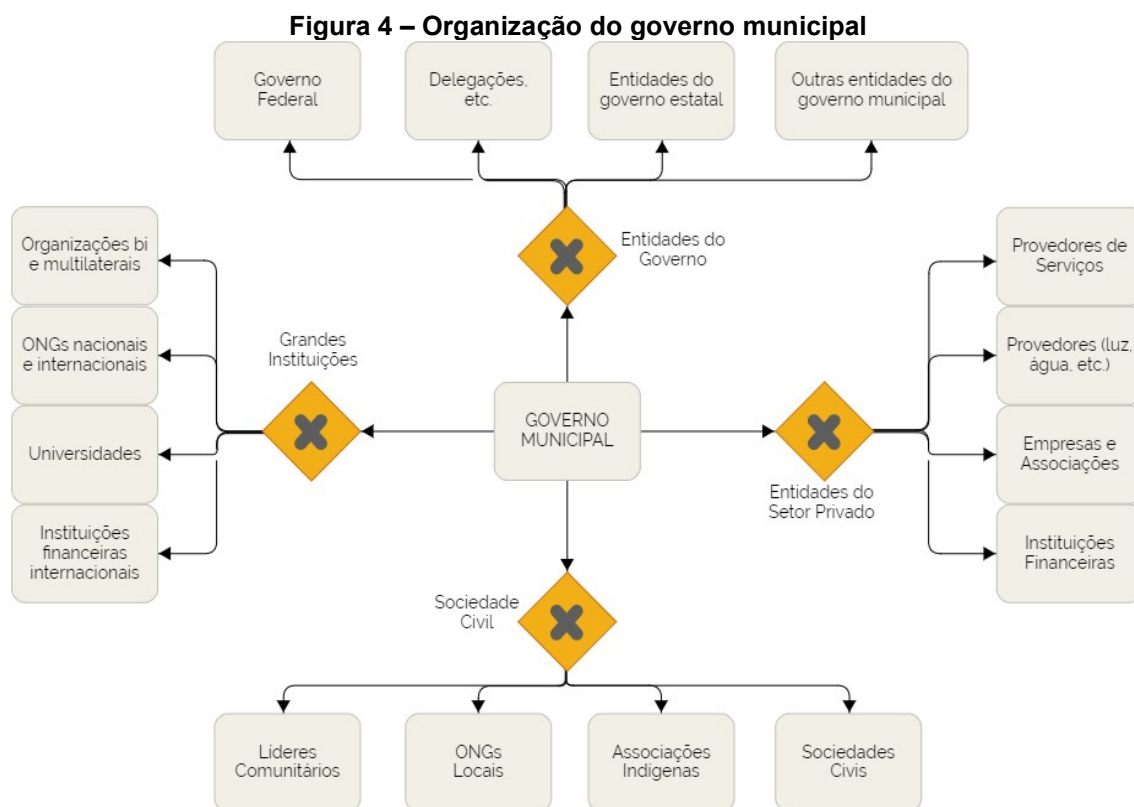 Figura 4 – Organização do governo municipal
Governo
Federal
Delegações,
etc.
Entidades do
governo estatal
Outras entidades do
governo municipal
Entidades do
Governo
Organizações bi
e multilaterais
ONGs nacionais
e internacionais
Universidades
Instituições
financeiras
internacionais
Grandes
Instituições
GOVERNO
MUNICIPAL
Entidades do
Setor Privado
Provedores de
Serviços
Provedores (luz,
água, etc.)
Empresas e
Associações
Instituições
Financeiras
Sociedade
Civil
Líderes
Comunitários
ONGs
Locais
Associações
Indígenas
Sociedades
Civis